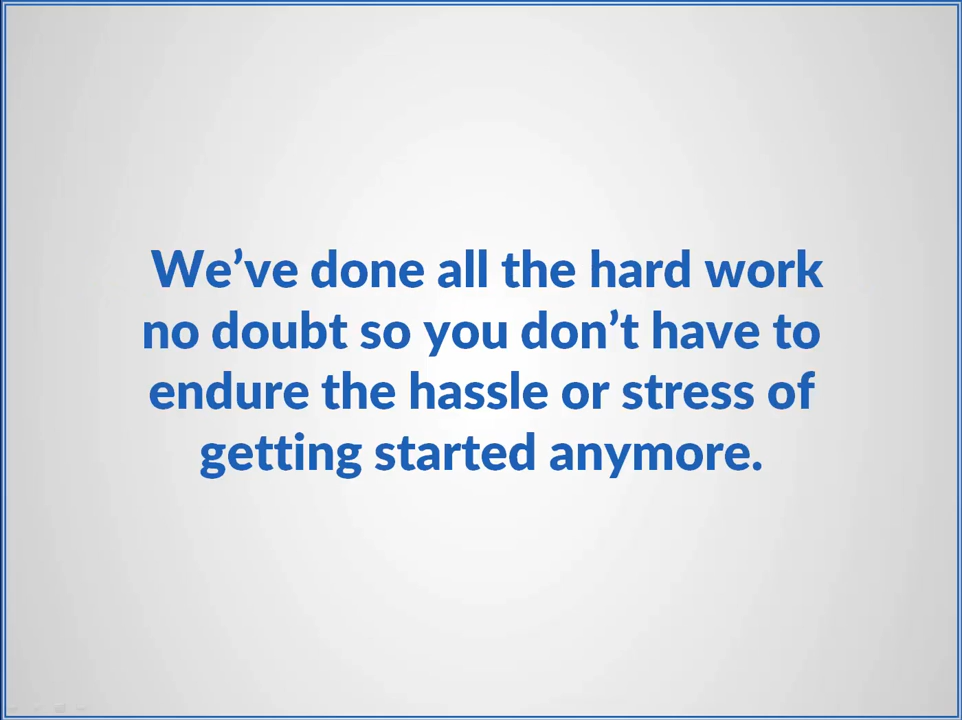 We’ve done all the hard work
no doubt so you don’t have to
endure the hassle or stress of
getting started anymore.